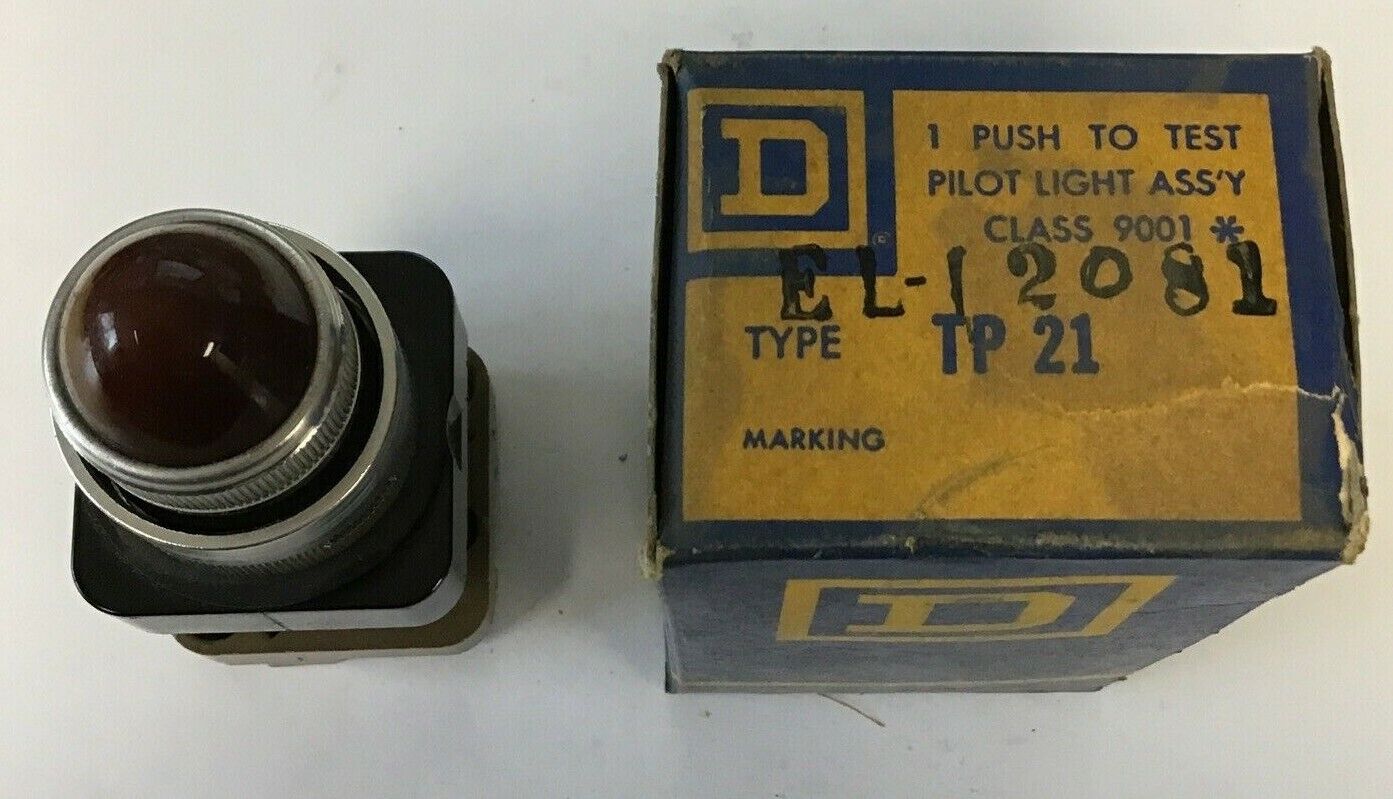 D
1 PUSH TO TEST
PILOT LIGHT ASS'Y
CLASS 9001 *
EL-12081
TYPE TP 21
MARKING
D